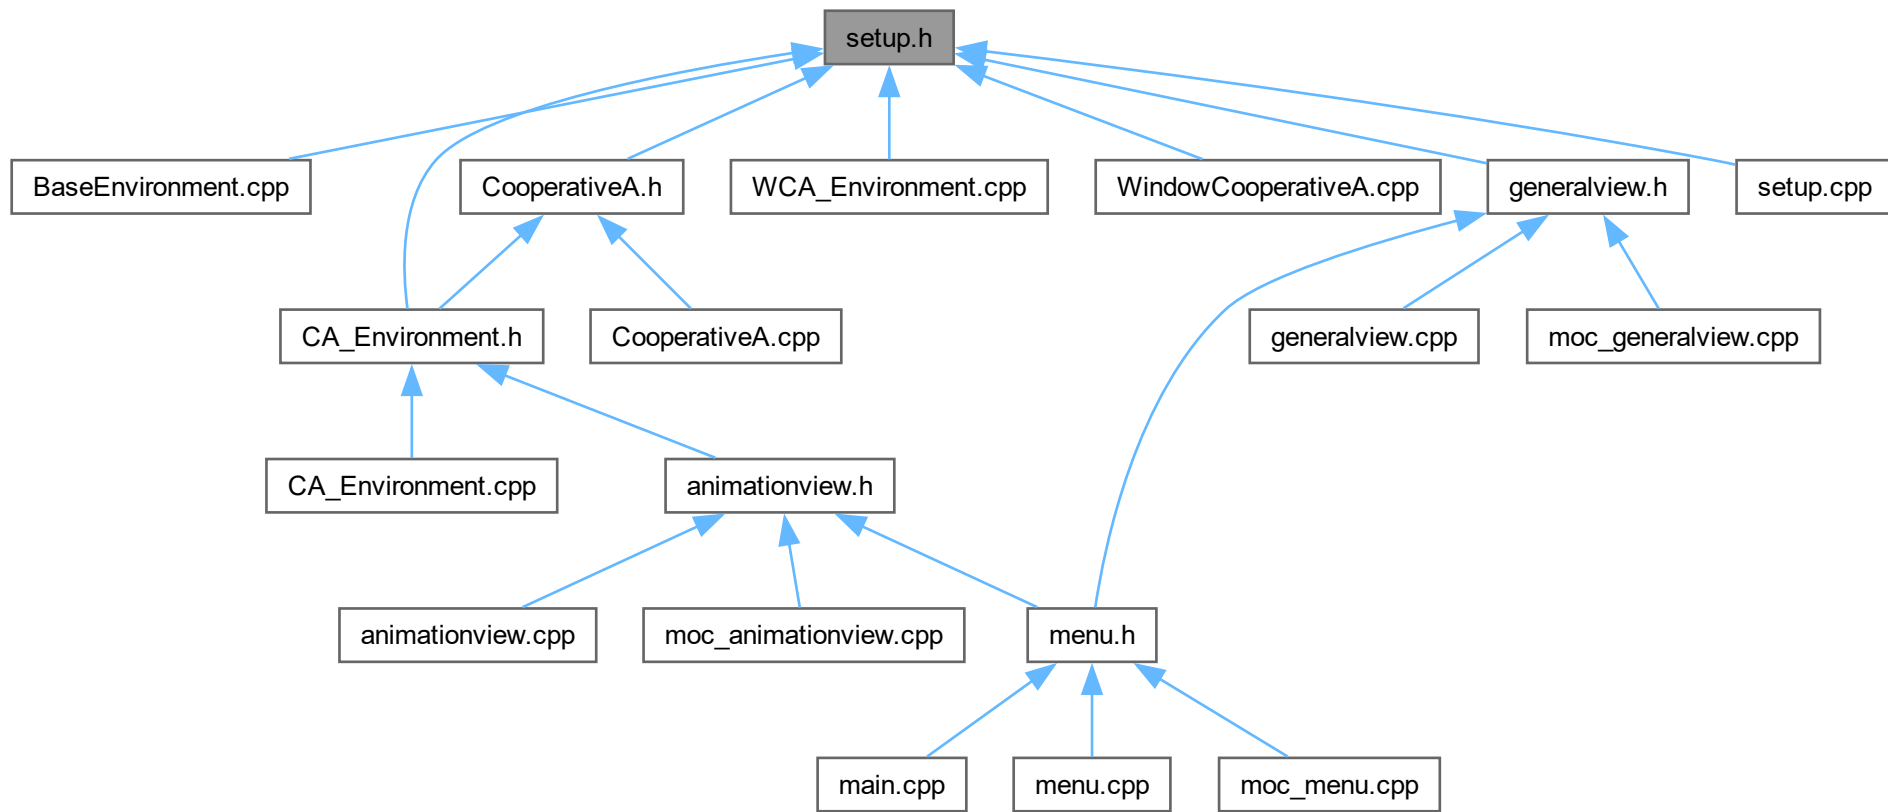 setup.h
BaseEnvironment.cpp
CooperativeA.h
WCA_Environment.cpp
WindowCooperativeA.cpp
generalview.h
setup.cpp
CA_Environment.h
CooperativeA.cpp
generalview.cpp
moc_generalview.cpp
CA_Environment.cpp
animationview.h
animationview.cpp
moc_animationview.cpp
menu.h
main.cpp
menu.cpp
moc_menu.cpp